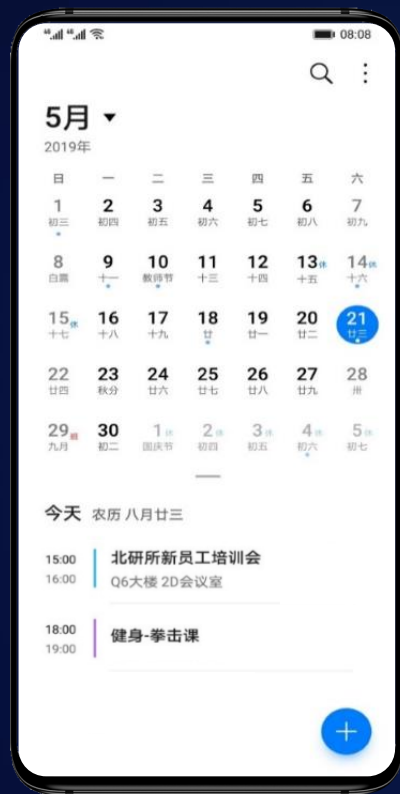 08:08
5月
2019年
日 一 二 三 四 五 六
1 2 3 4 5 6 7
初三 初四 初五 初六 初七 初八 初九
8 9 10 11 12 13休 14休
白露 十一 教师节 十三 十四 十五 十六
15休 16 17 18 19 20 21
十七 十八 十九 廿 廿一 廿二 廿三
22 23 24 25 26 27 28
廿四 秋分 廿六 廿七 廿八 廿九 卅
29班 30 1休 2休 3休 4休 5休
九月 初二 国庆节 初四 初五 初六 初七
今天 农历 八月廿三
15:00 北研所新员工培训会
16:00 Q6大楼 2D会议室
18:00 健身-拳击课
19:00